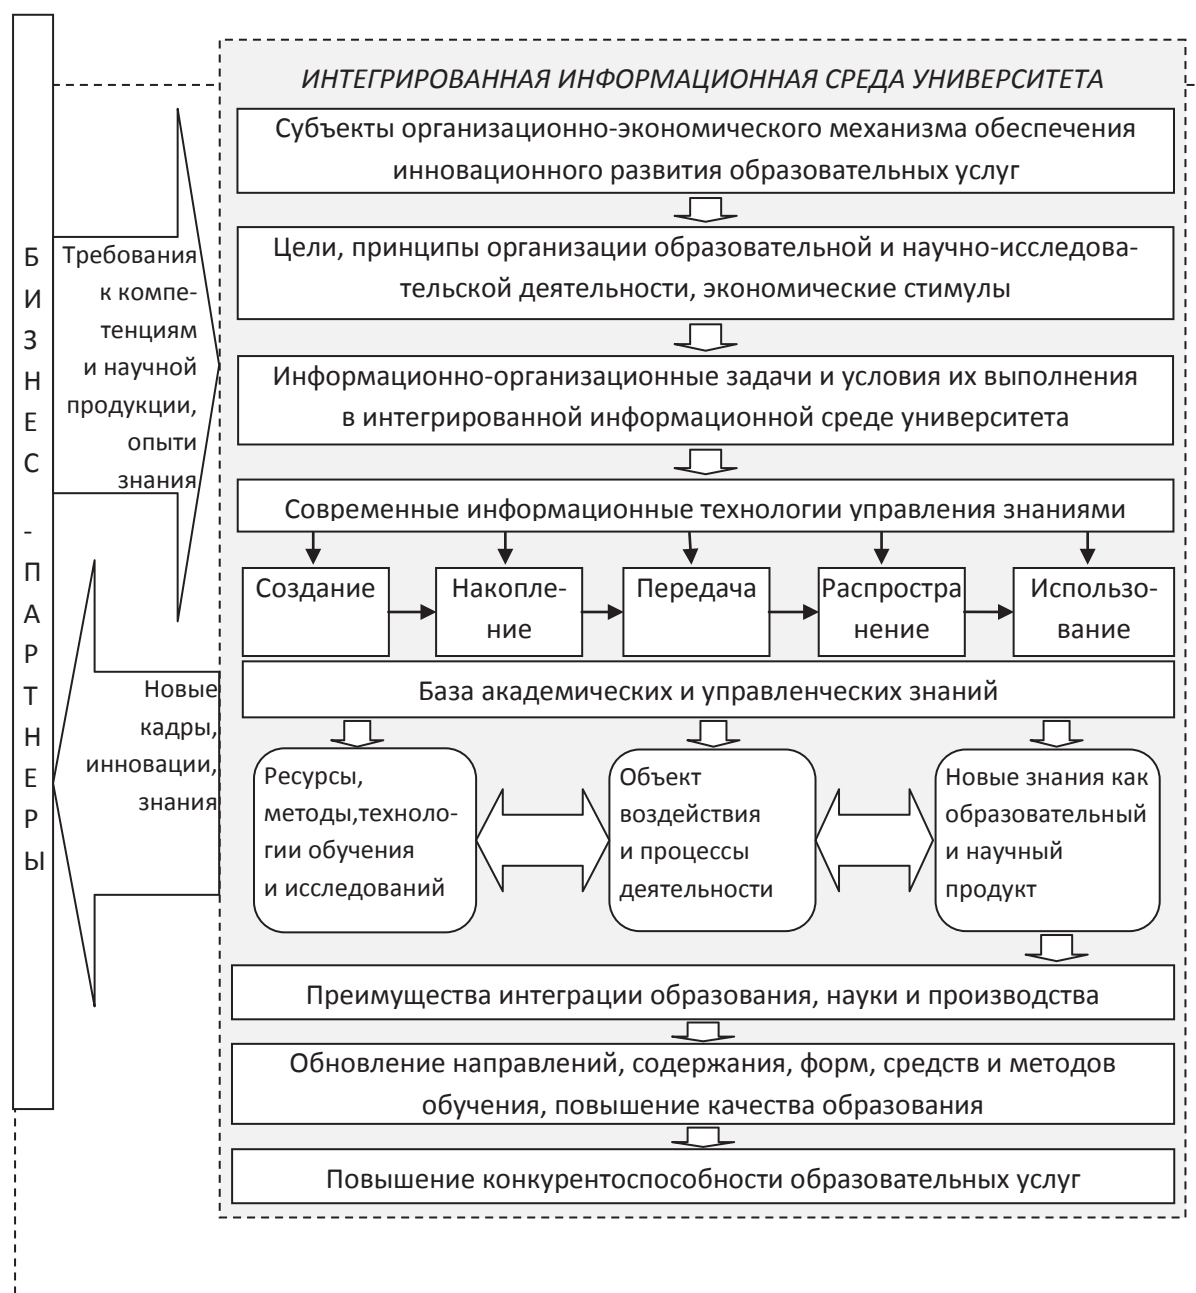 ИНТЕГРИРОВАННАЯ ИНФОРМАЦИОННАЯ СРЕДА УНИВЕРСИТЕТА
Субъекты организационно-экономического механизма обеспечения
инновационного развития образовательных услуг
Цели, принципы организации образовательной и научно-исследова-
тельской деятельности, экономические стимулы
Информационно-организационные задачи и условия их выполнения
в интегрированной информационной среде университета
Современные информационные технологии управления знаниями
Создание
Накопле-
ние
Передача
Распростра
нение
Использо-
вание
База академических и управленческих знаний
Ресурсы,
методы,техноло-
гии обучения
и исследований
Объект
воздействия
и процессы
деятельности
Новые знания как
образовательный
и научный
продукт
Преимущества интеграции образования, науки и производства
Обновление направлений, содержания, форм, средств и методов
обучения, повышение качества образования
Повышение конкурентоспособности образовательных услуг
Б
И
З
Н
Е
С
-
П
А
Р
Т
Н
Е
Р
Ы
Требования
к компе-
тенциям
и научной
продукции,
опыти
знания
Новые
кадры,
инновации,
знания